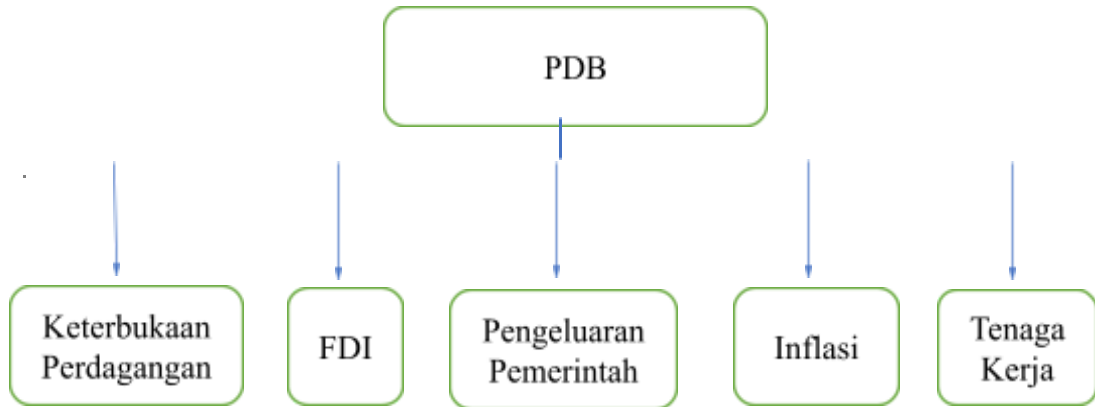 PDB
Keterbukaan
Perdagangan
FDI
Pengeluaran
Pemerintah
Inflasi
Tenaga
Kerja